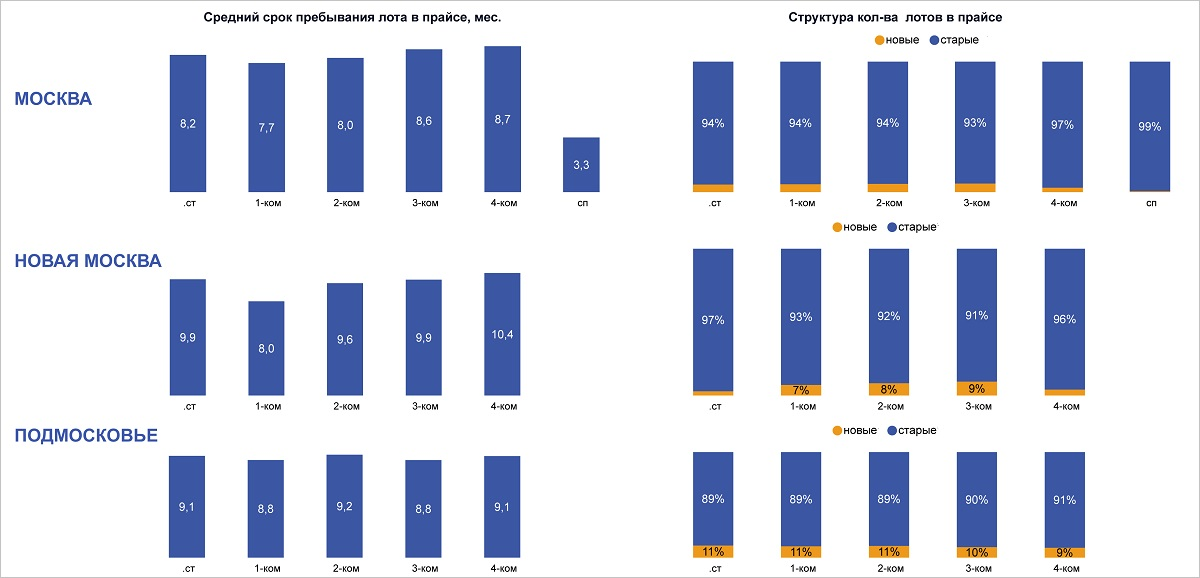 Средний срок пребывания лота в прайсе, мес.
Структура кол-ва лотов в прайсе
новые старые
МОСКВА
8,2 7,7 8,0 8,6 8,7 3,3
94% 94% 94% 93% 97% 99%
.ст 1-ком 2-ком 3-ком 4-ком сп
.ст 1-ком 2-ком 3-ком 4-ком сп
новые старые
НОВАЯ МОСКВА
9,9 8,0 9,6 9,9 10,4
97% 93% 92% 91% 96%
7% 8% 9%
.ст 1-ком 2-ком 3-ком 4-ком
.ст 1-ком 2-ком 3-ком 4-ком
новые старые
ПОДМОСКОВЬЕ
9,1 8,8 9,2 8,8 9,1
89% 89% 89% 90% 91%
11% 11% 11% 10% 9%
.ст 1-ком 2-ком 3-ком 4-ком
.ст 1-ком 2-ком 3-ком 4-ком